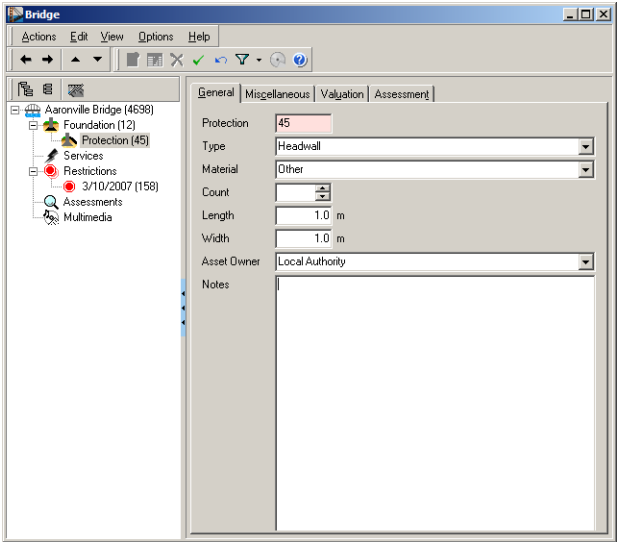 Bridge
Actions Edit View Options Help
Aaronville Bridge (4698)
Foundation (12)
Protection (45)
Services
Restrictions
3/10/2007 (158)
Assessments
Multimedia
General Miscellaneous Valuation Assessment
Protection 45
Type Headwall
Material Other
Count
Length 1.0 m
Width 1.0 m
Asset Owner Local Authority
Notes